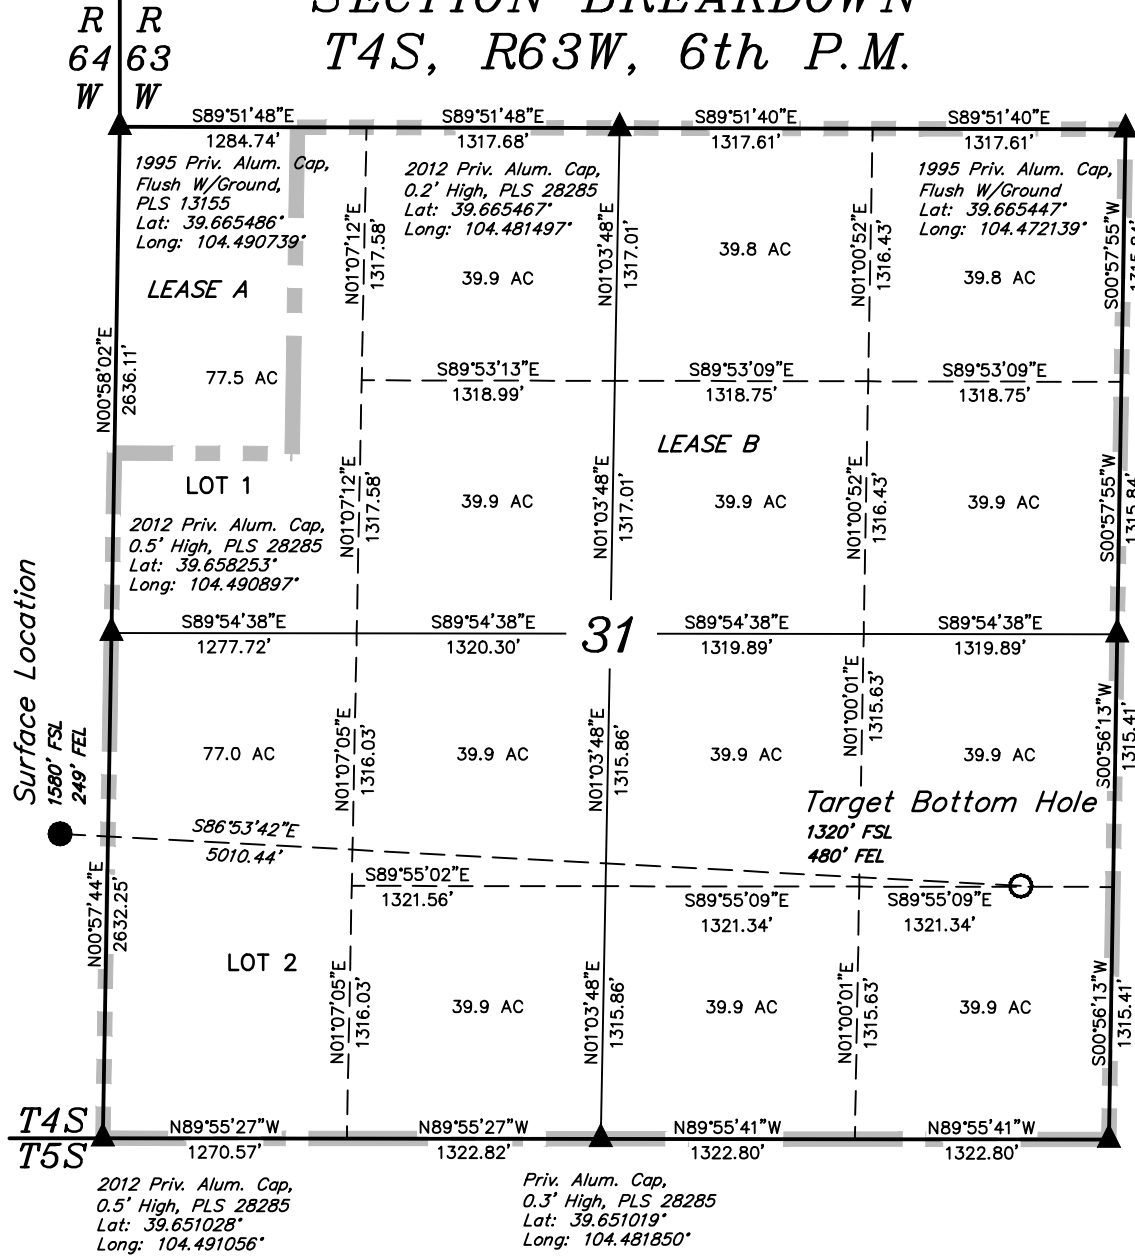 SECTION BREAKDOWN
T4S, R63W, 6th P.M.
R R
64 63
W W
S89°51'48"E
1284.74'
S89°51'48"E
1317.68'
S89°51'40"E
1317.61'
S89°51'40"E
1317.61'
1995 Priv. Alum. Cap,
Flush W/Ground,
PLS 13155
Lat: 39.665486°
Long: 104.490739°
2012 Priv. Alum. Cap,
0.2' High, PLS 28285
Lat: 39.665467°
Long: 104.481497°
1995 Priv. Alum. Cap,
Flush W/Ground
Lat: 39.665447°
Long: 104.472139°
N01°07'12"E
1317.58'
N01°03'48"E
1317.01'
N01°00'52"E
1316.43'
S00°57'55"W
39.8 AC
39.9 AC
39.8 AC
LEASE A
77.5 AC
N00°58'02"E
2636.11'
S89°53'13"E
1318.99'
S89°53'09"E
1318.75'
S89°53'09"E
1318.75'
LEASE B
LOT 1
N01°07'12"E
1317.58'
39.9 AC
N01°03'48"E
1317.01'
39.9 AC
N01°00'52"E
1316.43'
39.9 AC
S00°57'55"W
1315.84'
2012 Priv. Alum. Cap,
0.5' High, PLS 28285
Lat: 39.658253°
Long: 104.490897°
S89°54'38"E
1277.72'
S89°54'38"E
1320.30'
31
S89°54'38"E
1319.89'
S89°54'38"E
1319.89'
Surface Location
1580' FSL
249' FEL
77.0 AC
N01°07'05"E
1316.03'
39.9 AC
N01°03'48"E
1315.86'
39.9 AC
N01°00'01"E
1315.63'
39.9 AC
S00°56'13"W
1315.41'
Target Bottom Hole
1320' FSL
480' FEL
S86°53'42"E
5010.44'
N00°57'44"E
2632.25'
S89°55'02"E
1321.56'
S89°55'09"E
1321.34'
S89°55'09"E
1321.34'
LOT 2
N01°07'05"E
1316.03'
39.9 AC
N01°03'48"E
1315.86'
39.9 AC
N01°00'01"E
1315.63'
39.9 AC
S00°56'13"W
1315.41'
T4S
T5S
N89°55'27"W
1270.57'
N89°55'27"W
1322.82'
N89°55'41"W
1322.80'
N89°55'41"W
1322.80'
2012 Priv. Alum. Cap,
0.5' High, PLS 28285
Lat: 39.651028°
Long: 104.491056°
Priv. Alum. Cap,
0.3' High, PLS 28285
Lat: 39.651019°
Long: 104.481850°